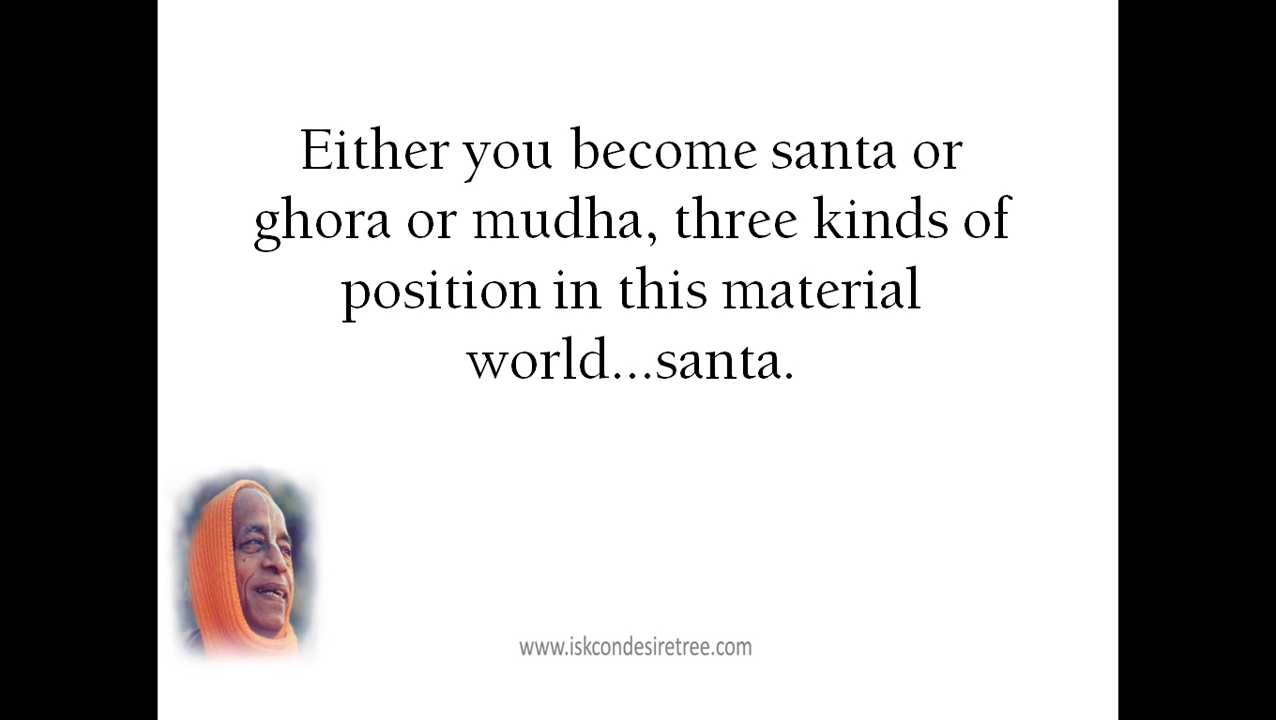 Either you become santa or
ghora or mudha, three kinds of
position in this material
world...santa.
www.iskcondesiretree.com